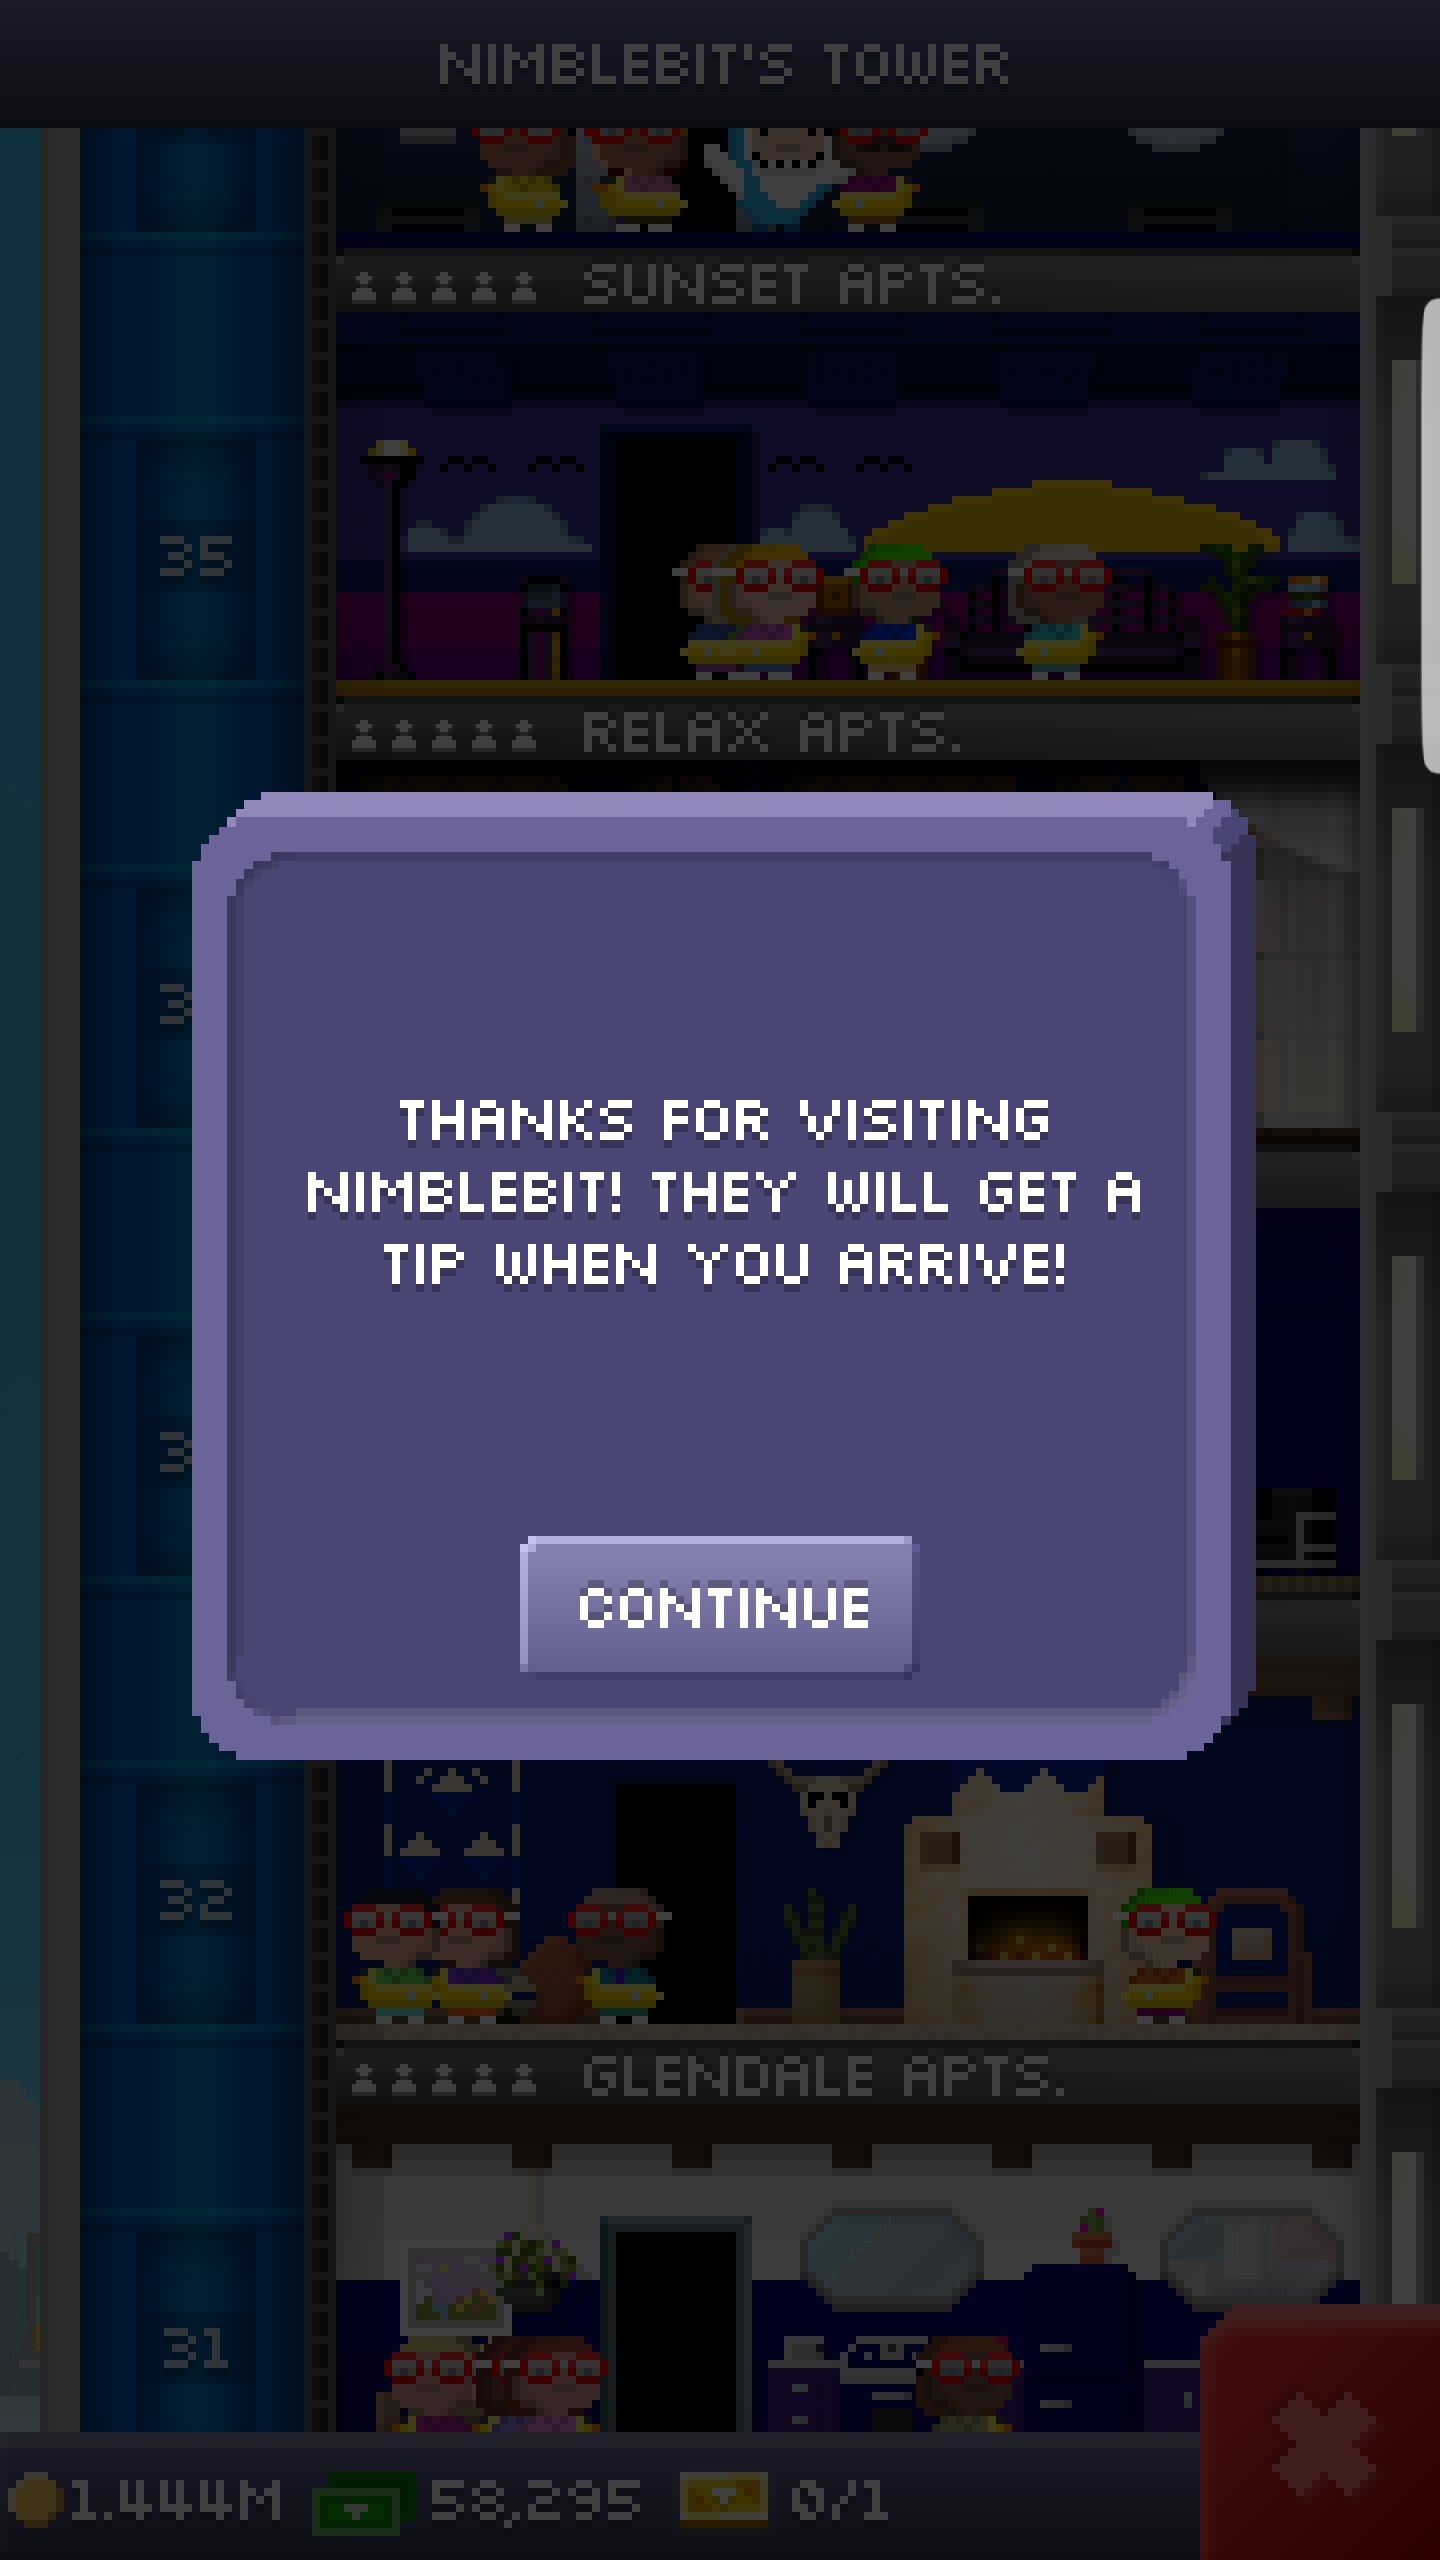 NIMBLEBIT'S TOWER
SUNSET APTS.
35
RELAX APTS.
THANKS FOR VISITING
NIMBLEBIT! THEY WILL GET A
TIP WHEN YOU ARRIVE!
CONTINUE
32
GLENDALE APTS.
31
1.444M 58,295 0/1